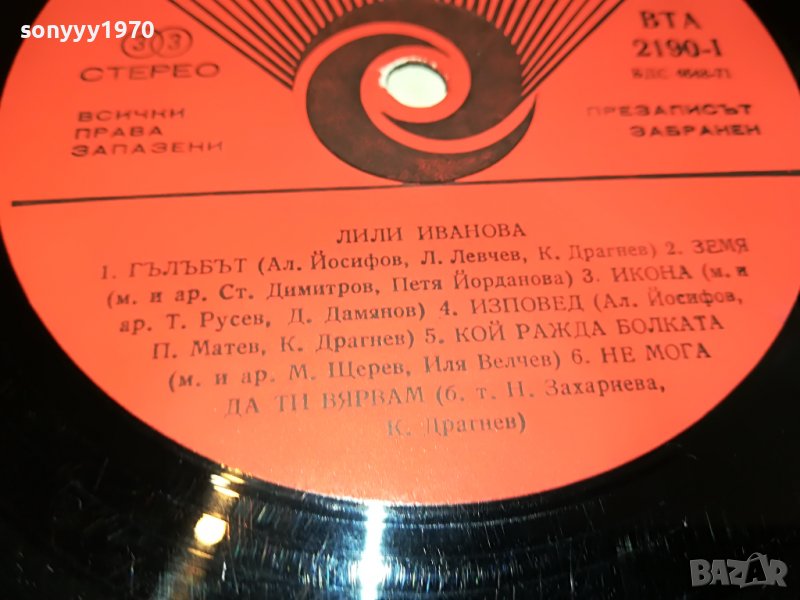 sonyyy1970
ВТА
2190-I
33
СТЕРЕО
ВСИЧКИ
ПРАВА
ЗАПАЗЕНИ
ПРЕЗАПИСЪТ
ЗАБРАНЕН
ЛИЛИ ИВАНОВА
1. ГЪЛЪБЪТ (Ал. Йосифов, Л. Левчев, К. Драгнев) 2. ЗЕМЯ
(м. и ар. Ст. Димитров, Петя Йорданова) 3. ИКОНА (м. и
ар. Т. Русев, Д. Дамянов) 4. ИЗПОВЕД (Ал. Йосифов,
П. Матев, К. Драгнев) 5. КОЙ РАЖДА БОЛКАТА
(м. и ар. М. Щерев, Иля Велчев) 6. НЕ МОГА
ДА ТИ ВЯРВАМ (б. т. Н. Захариева,
К. Драгнев)
BAZAR